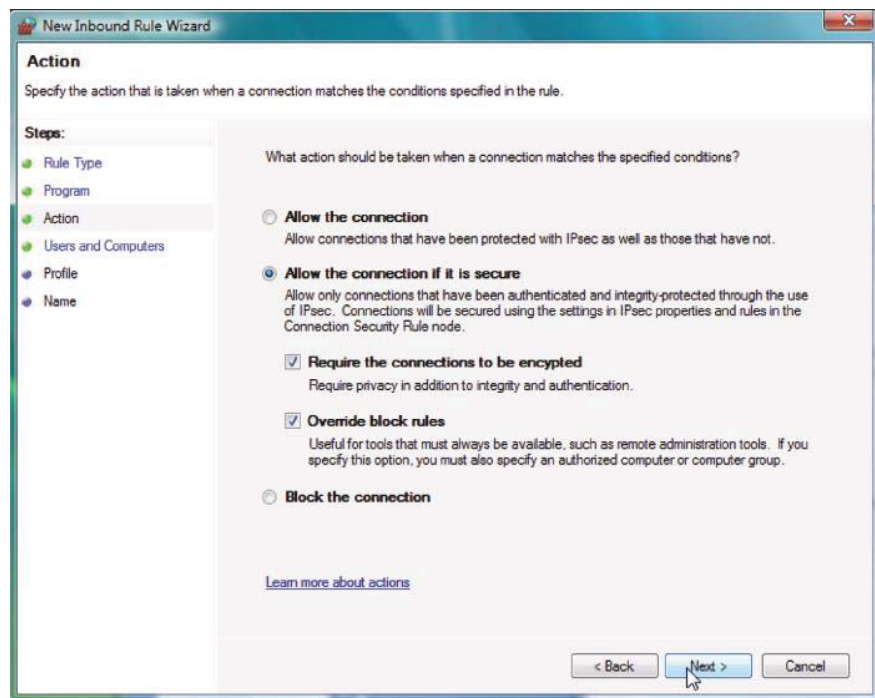 New Inbound Rule Wizard
Action
Specify the action that is taken when a connection matches the conditions specified in the rule.
Steps:
Rule Type
Program
Action
Users and Computers
Profile
Name
What action should be taken when a connection matches the specified conditions?
Allow the connection
Allow connections that have been protected with IPsec as well as those that have not.
Allow the connection if it is secure
Allow only connections that have been authenticated and integrity-protected through the use
of IPsec. Connections will be secured using the settings in IPsec properties and rules in the
Connection Security Rule node.
Require the connections to be encrypted
Require privacy in addition to integrity and authentication.
Override block rules
Useful for tools that must always be available, such as remote administration tools. If you
specify this option, you must also specify an authorized computer or computer group.
Block the connection
Learn more about actions
< Back Next > Cancel